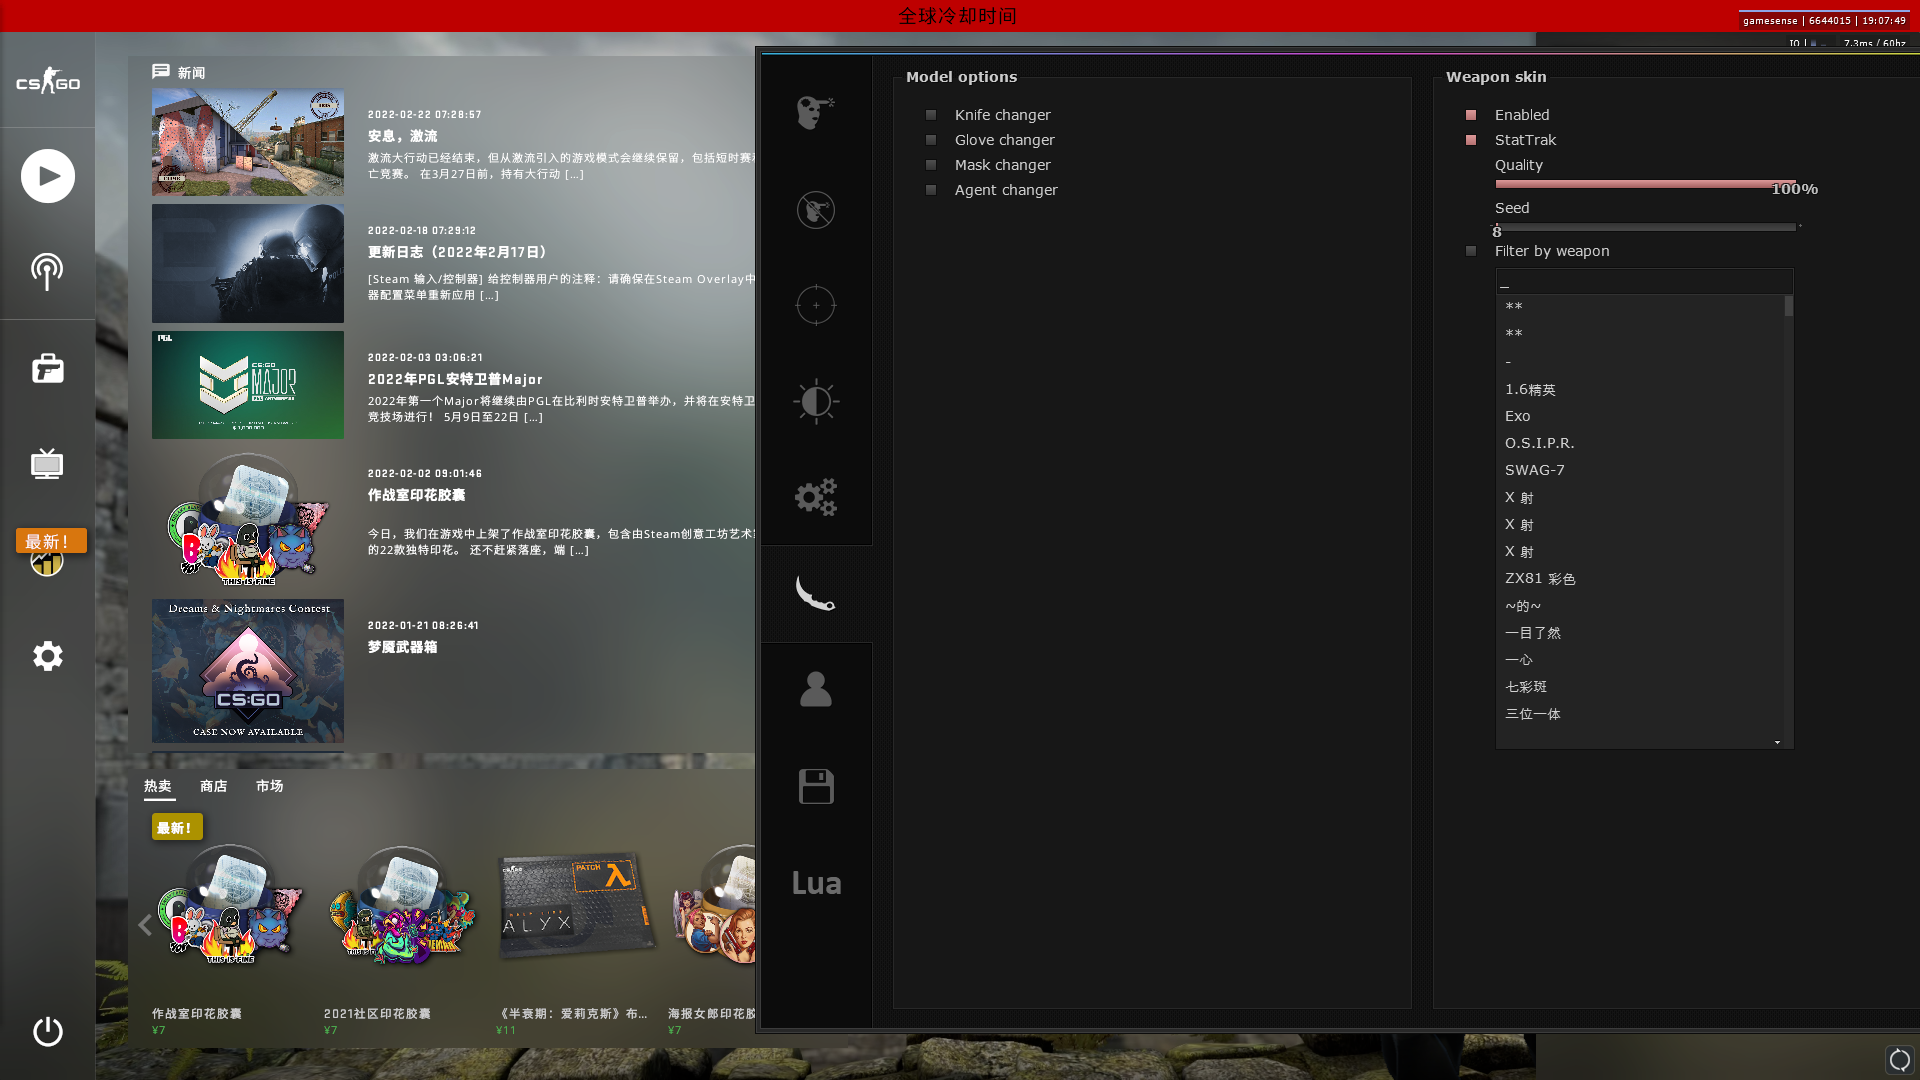 全球冷却时间
gamesense | 6644015 | 19:07:49
IO |
7.3ms / 60hz
CS GO
最新！
新闻
2022-02-22 07:28:57
安息，激流
激流大行动已经结束，但从激流引入的游戏模式会继续保留，包括短时赛
亡竞赛。 在3月27日前，持有大行动 [...]
2022-02-18 07:29:12
更新日志（2022年2月17日）
[Steam 输入/控制器] 给控制器用户的注释：请确保在Steam Overlay中
器配置菜单重新应用 [...]
PGL
CS:GO
MAJOR
2022-02-03 03:06:21
2022年PGL安特卫普Major
2022年第一个Major将继续由PGL在比利时安特卫普举办，并将在安特卫
竞技场进行！ 5月9日至22日 [...]
THIS IS FINE
2022-02-02 09:01:46
作战室印花胶囊
今日，我们在游戏中上架了作战室印花胶囊，包含由Steam创意工坊艺术
的22款独特印花。 还不赶紧落座，端 [...]
Dreams & Nightmares Contest
CS:GO
CASE NOW AVAILABLE
2022-01-21 08:26:41
梦魇武器箱
热卖
商店
市场
最新！
THIS IS FINE
PATCH
ALYX
作战室印花胶囊
¥7
2021社区印花胶囊
¥7
《半衰期：爱莉克斯》布...
¥11
海报女郎印花胶
¥7
Lua
Model options
Knife changer
Glove changer
Mask changer
Agent changer
Weapon skin
Enabled
StatTrak
Quality
100%
Seed
8
Filter by weapon
_
**
**
-
1.6精英
Exo
O.S.I.P.R.
SWAG-7
X 射
X 射
X 射
ZX81 彩色
~的~
一目了然
一心
七彩斑
三位一体